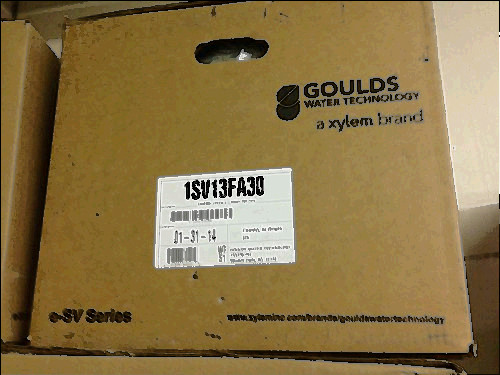 GOULDS
WATER TECHNOLOGY
a xylem brand
1SV13FA30
01-31-14
e-SV Series
www.xyleminc.com/brands/gouldswatertechnology